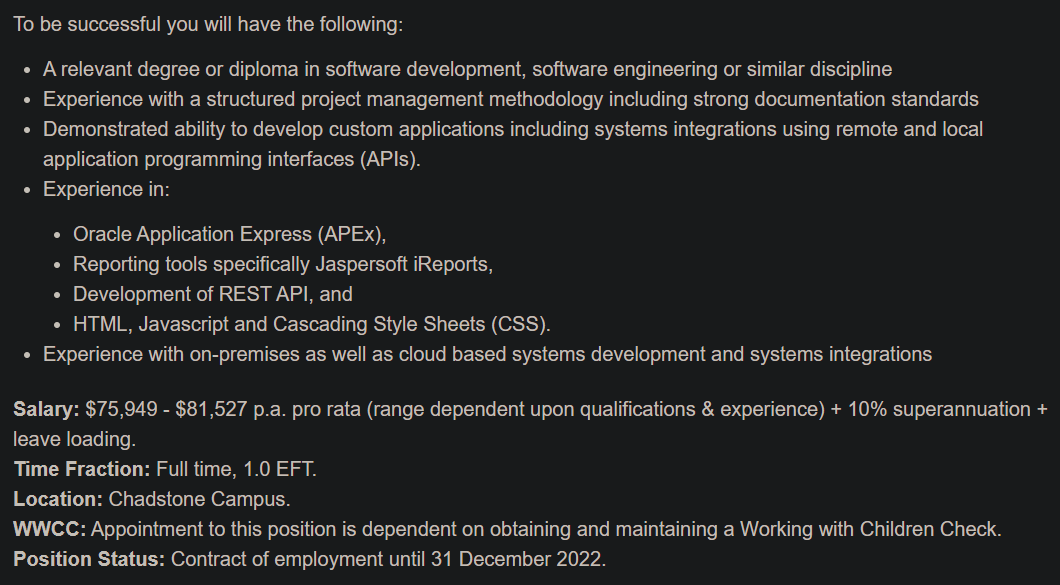 To be successful you will have the following:
• A relevant degree or diploma in software development, software engineering or similar discipline
• Experience with a structured project management methodology including strong documentation standards
• Demonstrated ability to develop custom applications including systems integrations using remote and local
application programming interfaces (APIs).
• Experience in:
• Oracle Application Express (APEx),
• Reporting tools specifically Jaspersoft iReports,
• Development of REST API, and
• HTML, Javascript and Cascading Style Sheets (CSS).
• Experience with on-premises as well as cloud based systems development and systems integrations
Salary: $75,949 - $81,527 p.a. pro rata (range dependent upon qualifications & experience) + 10% superannuation +
leave loading.
Time Fraction: Full time, 1.0 EFT.
Location: Chadstone Campus.
WWCC: Appointment to this position is dependent on obtaining and maintaining a Working with Children Check.
Position Status: Contract of employment until 31 December 2022.